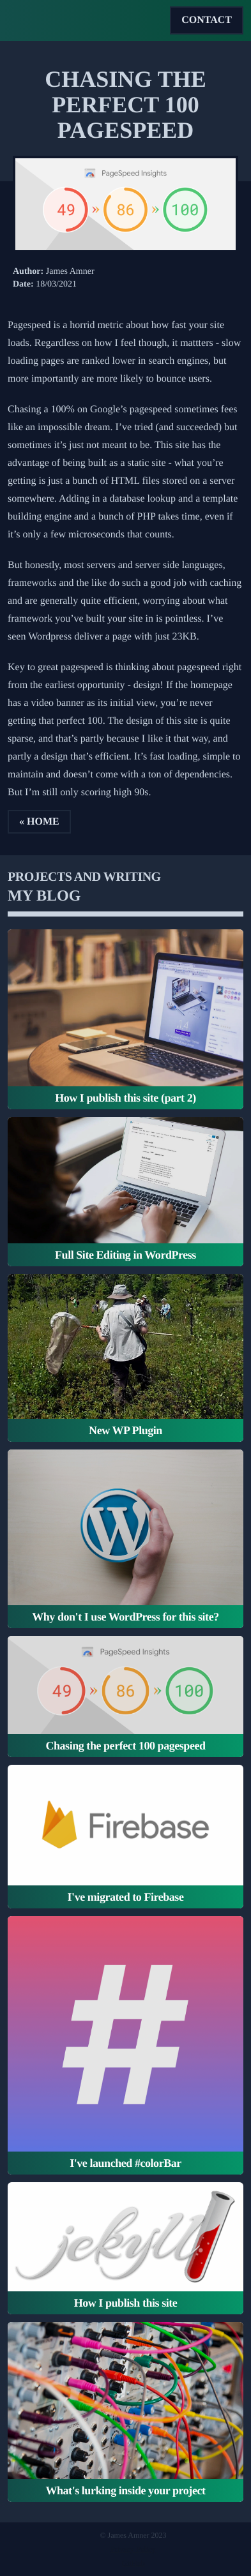 CONTACT
CHASING THE
PERFECT 100
PAGESPEED
PageSpeed Insights
49 » 86 » 100
Author: James Amner
Date: 18/03/2021
Pagespeed is a horrid metric about how fast your site
loads. Regardless on how I feel though, it mattters - slow
loading pages are ranked lower in search engines, but
more importantly are more likely to bounce users.
Chasing a 100% on Google’s pagespeed sometimes fees
like an impossible dream. I’ve tried (and succeeded) but
sometimes it’s just not meant to be. This site has the
advantage of being built as a static site - what you’re
getting is just a bunch of HTML files stored on a server
somewhere. Adding in a database lookup and a template
building engine and a bunch of PHP takes time, even if
it’s only a few microseconds that counts.
But honestly, most servers and server side languages,
frameworks and the like do such a good job with caching
and are generally quite efficient, worrying about what
framework you’ve built your site in is pointless. I’ve
seen Wordpress deliver a page with just 23KB.
Key to great pagespeed is thinking about pagespeed right
from the earliest opportunity - design! If the homepage
has a video banner as its initial view, you’re never
getting that perfect 100. The design of this site is quite
sparse, and that’s partly because I like it that way, and
partly a design that’s efficient. It’s fast loading, simple to
maintain and doesn’t come with a ton of dependencies.
But I’m still only scoring high 90s.
« HOME
PROJECTS AND WRITING
MY BLOG
How I publish this site (part 2)
Full Site Editing in WordPress
New WP Plugin
Why don't I use WordPress for this site?
PageSpeed Insights
49 » 86 » 100
Chasing the perfect 100 pagespeed
Firebase
I've migrated to Firebase
#
I've launched #colorBar
jekyll
How I publish this site
What's lurking inside your project
© James Amner 2023